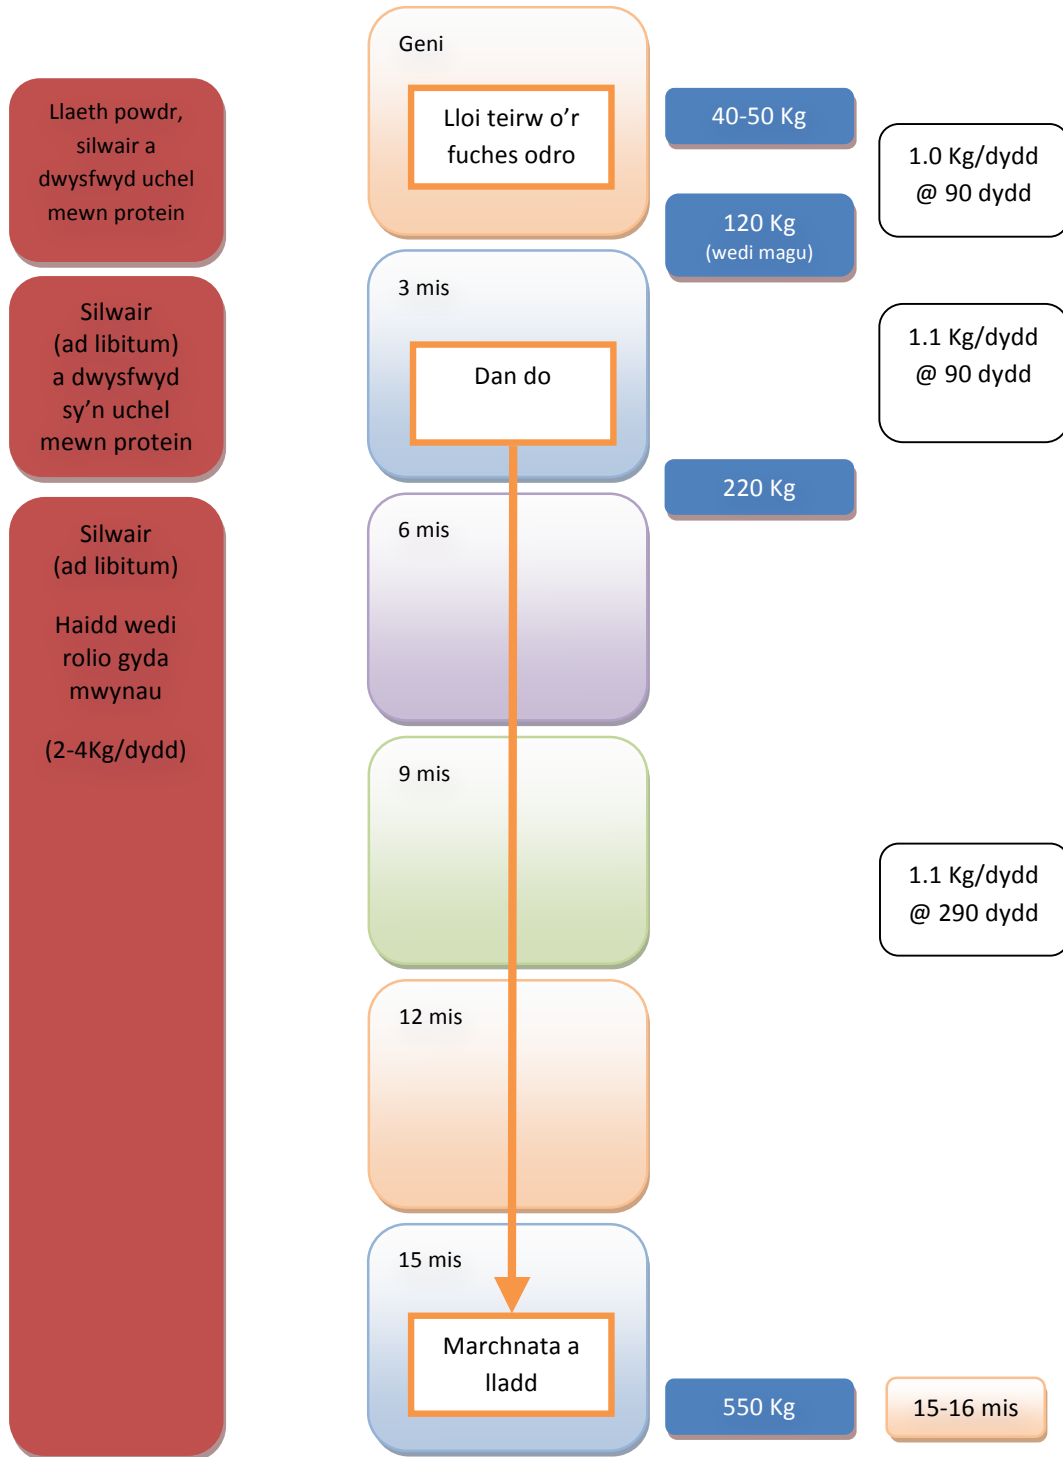 Geni
Lloi teirw o’r
fuches odro
Llaeth powdr,
silwair a
dwysfwyd uchel
mewn protein
40-50 Kg
1.0 Kg/dydd
@ 90 dydd
120 Kg
(wedi magu)
3 mis
Dan do
Silwair
(ad libitum)
a dwysfwyd
sy’n uchel
mewn protein
1.1 Kg/dydd
@ 90 dydd
220 Kg
6 mis
Silwair
(ad libitum)
Haidd wedi
rolio gyda
mwynau
(2-4Kg/dydd)
9 mis
1.1 Kg/dydd
@ 290 dydd
12 mis
15 mis
Marchnata a
lladd
550 Kg
15-16 mis